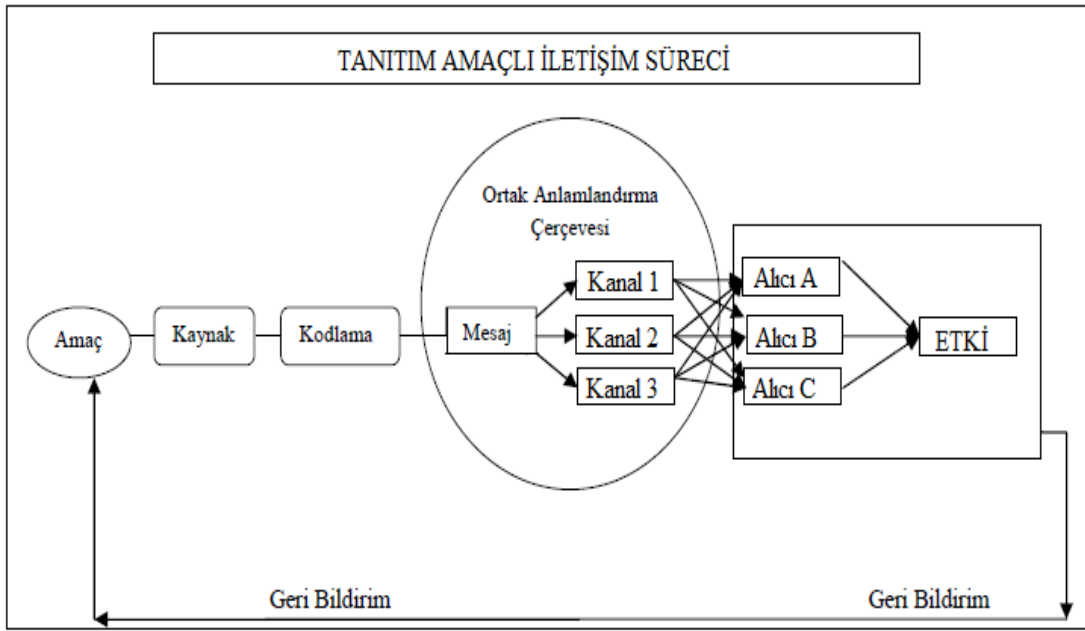 TANITIM AMAÇLI İLETİŞİM SÜRECİ
Ortak Anlamlandırma
Çerçevesi
Amaç
Kaynak
Kodlama
Mesaj
Kanal 1
Kanal 2
Kanal 3
Alıcı A
Alıcı B
Alıcı C
ETKİ
Geri Bildirim
Geri Bildirim